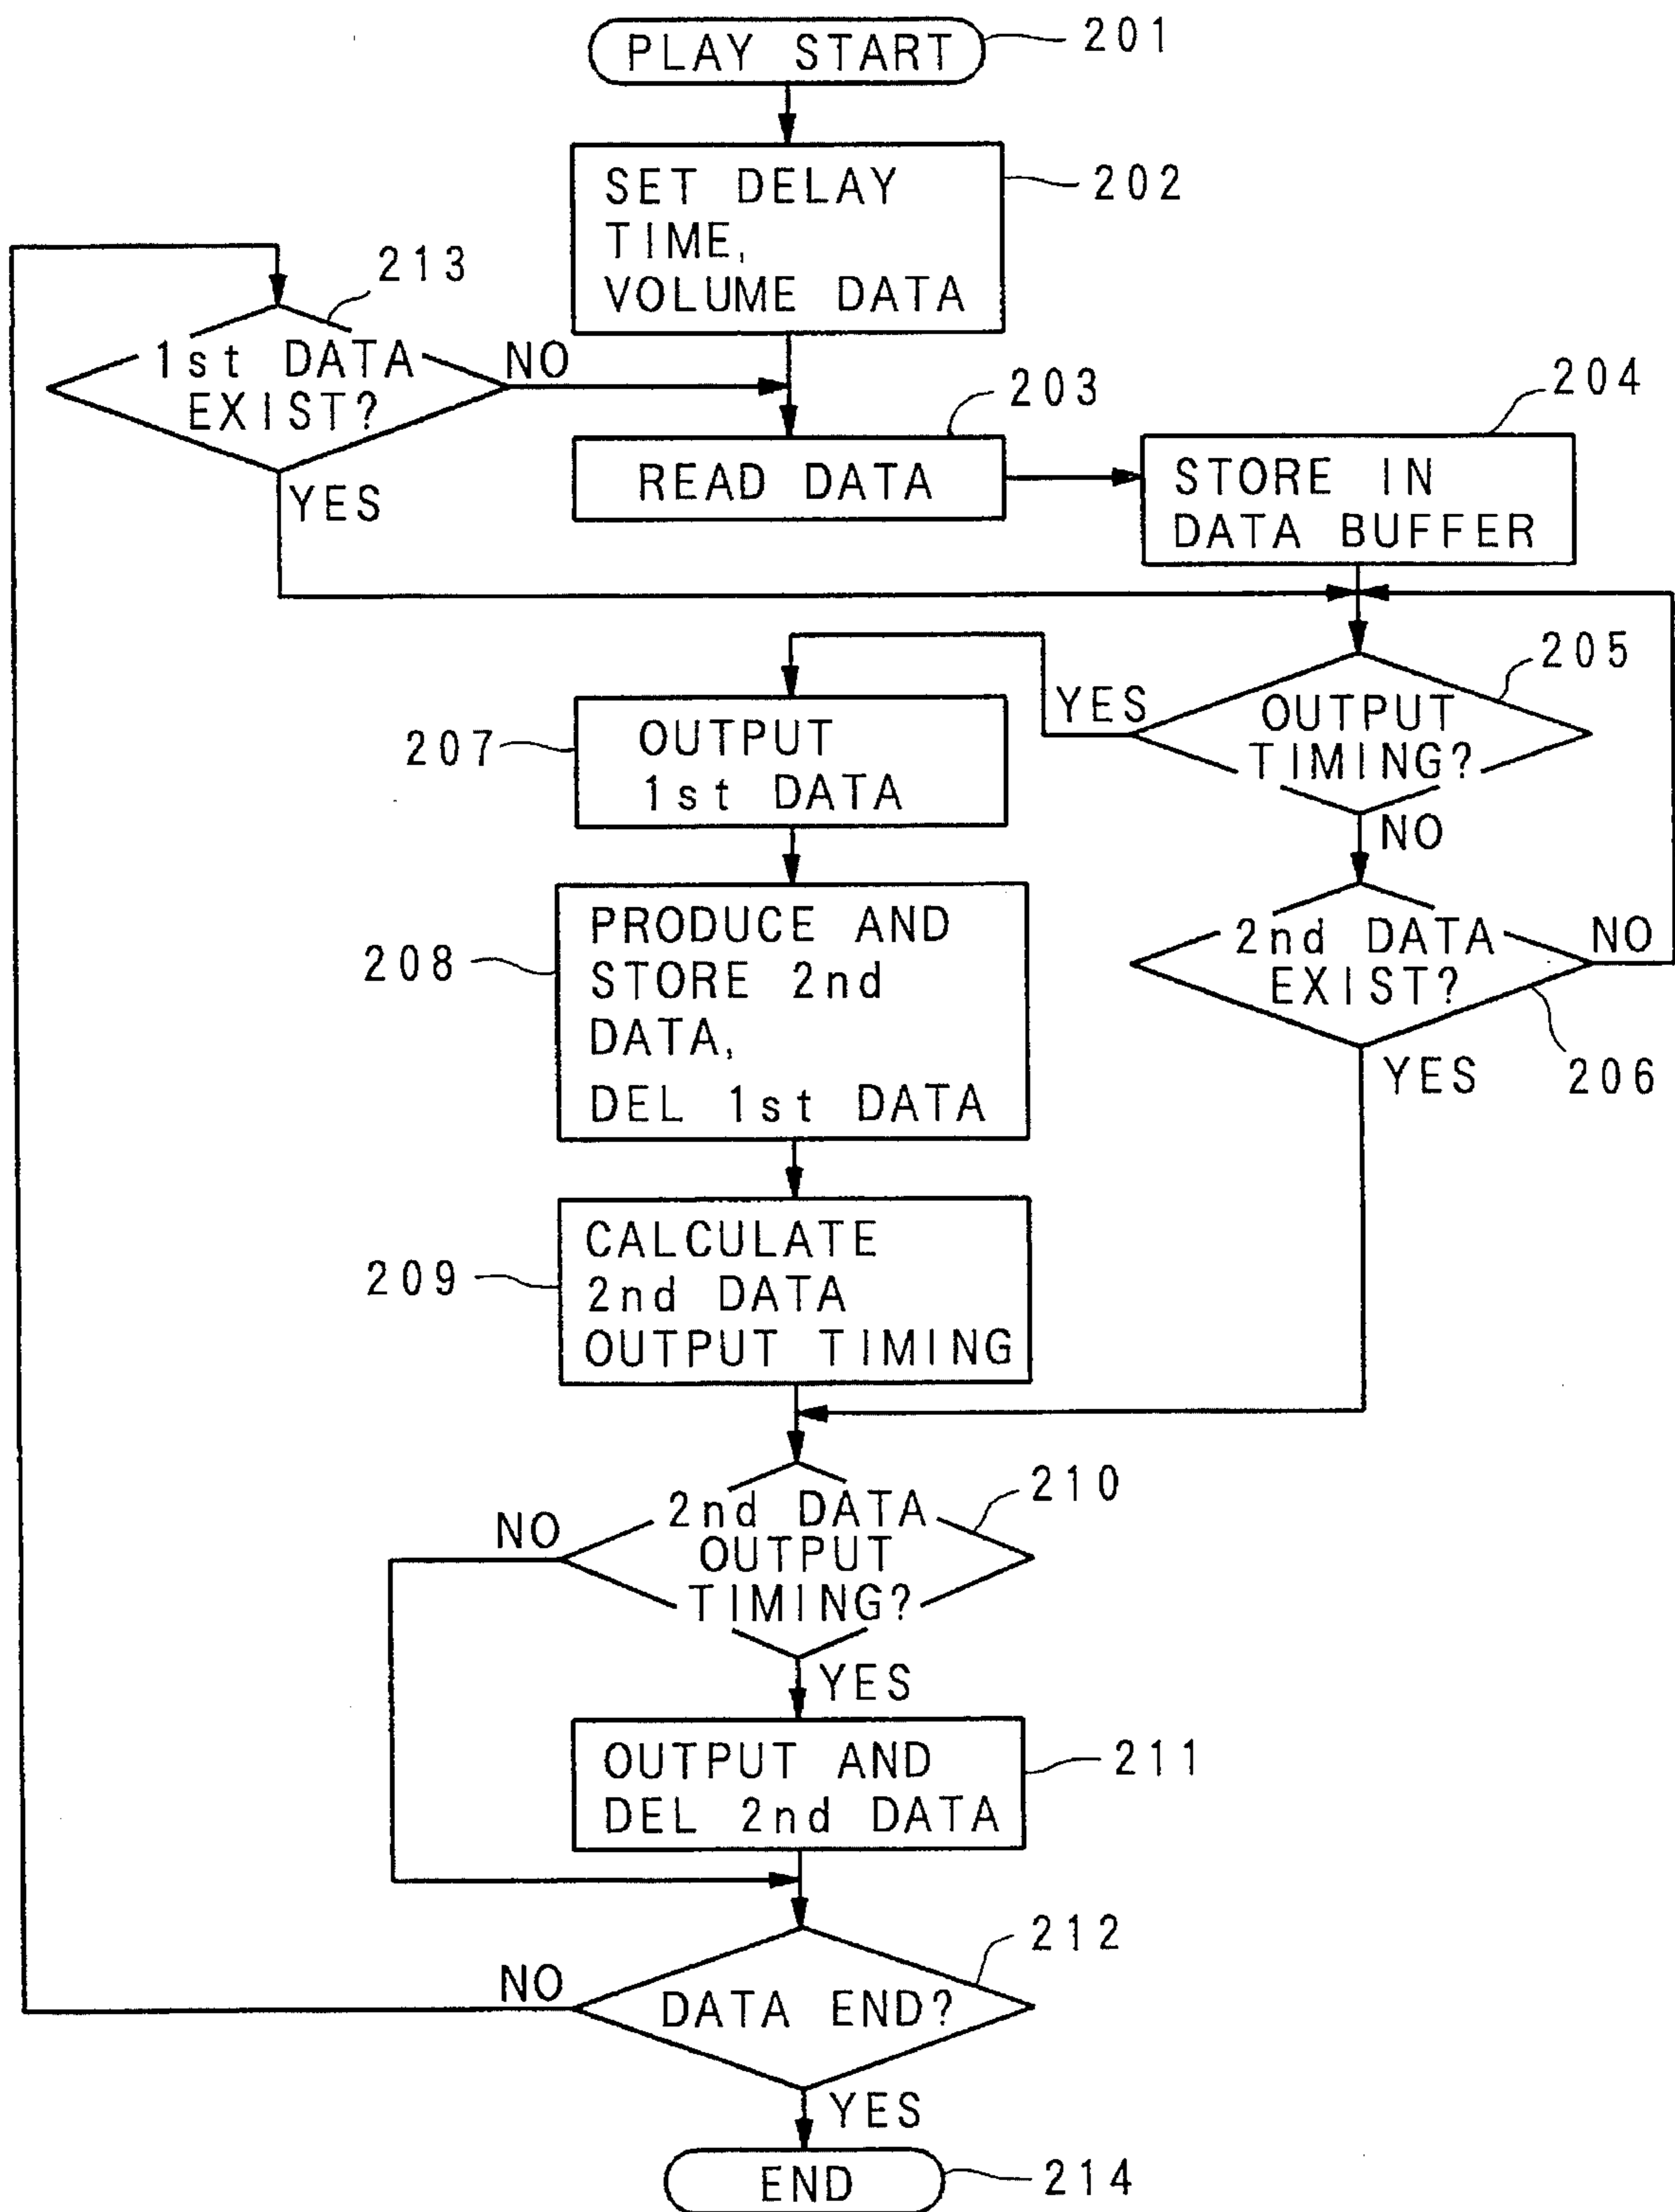 PLAY START
201
SET DELAY
TIME,
VOLUME DATA
202
213
1st DATA
EXIST?
NO
YES
203
READ DATA
204
STORE IN
DATA BUFFER
205
OUTPUT
TIMING?
YES
NO
207
OUTPUT
1st DATA
2nd DATA
EXIST?
NO
YES
206
208
PRODUCE AND
STORE 2nd
DATA,
DEL 1st DATA
209
CALCULATE
2nd DATA
OUTPUT TIMING
210
2nd DATA
OUTPUT
TIMING?
NO
YES
OUTPUT AND
DEL 2nd DATA
211
212
NO
DATA END?
YES
END
214